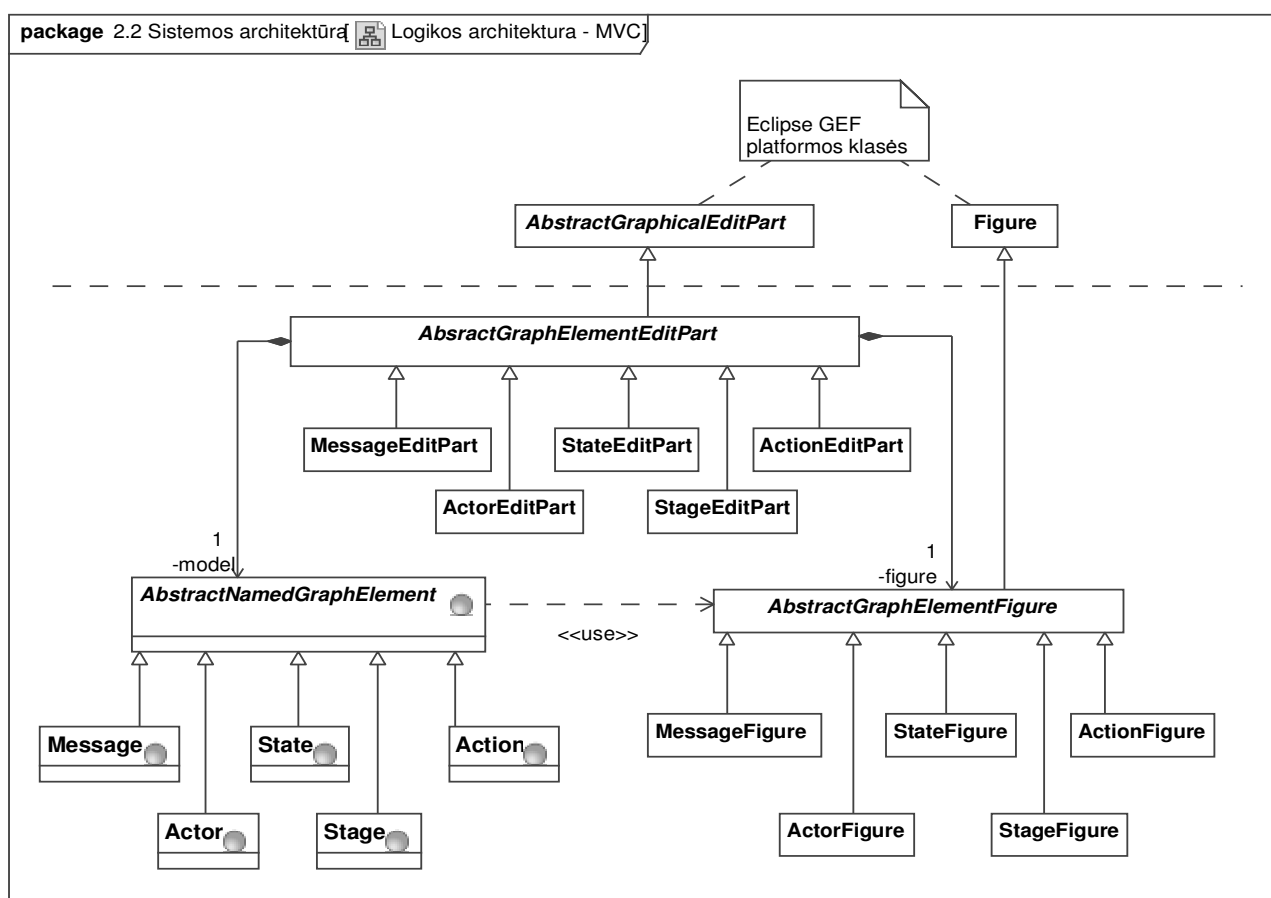 package 2.2 Sistemos architektūra[ Logikos architektura - MVC]
Eclipse GEF
platformos klasės
AbstractGraphicalEditPart
Figure
AbsractGraphElementEditPart
MessageEditPart
StateEditPart
ActionEditPart
ActorEditPart
StageEditPart
1
-model
1
-figure
AbstractNamedGraphElement
AbstractGraphElementFigure
<<use>>
Message
State
Action
MessageFigure
StateFigure
ActionFigure
Actor
Stage
ActorFigure
StageFigure